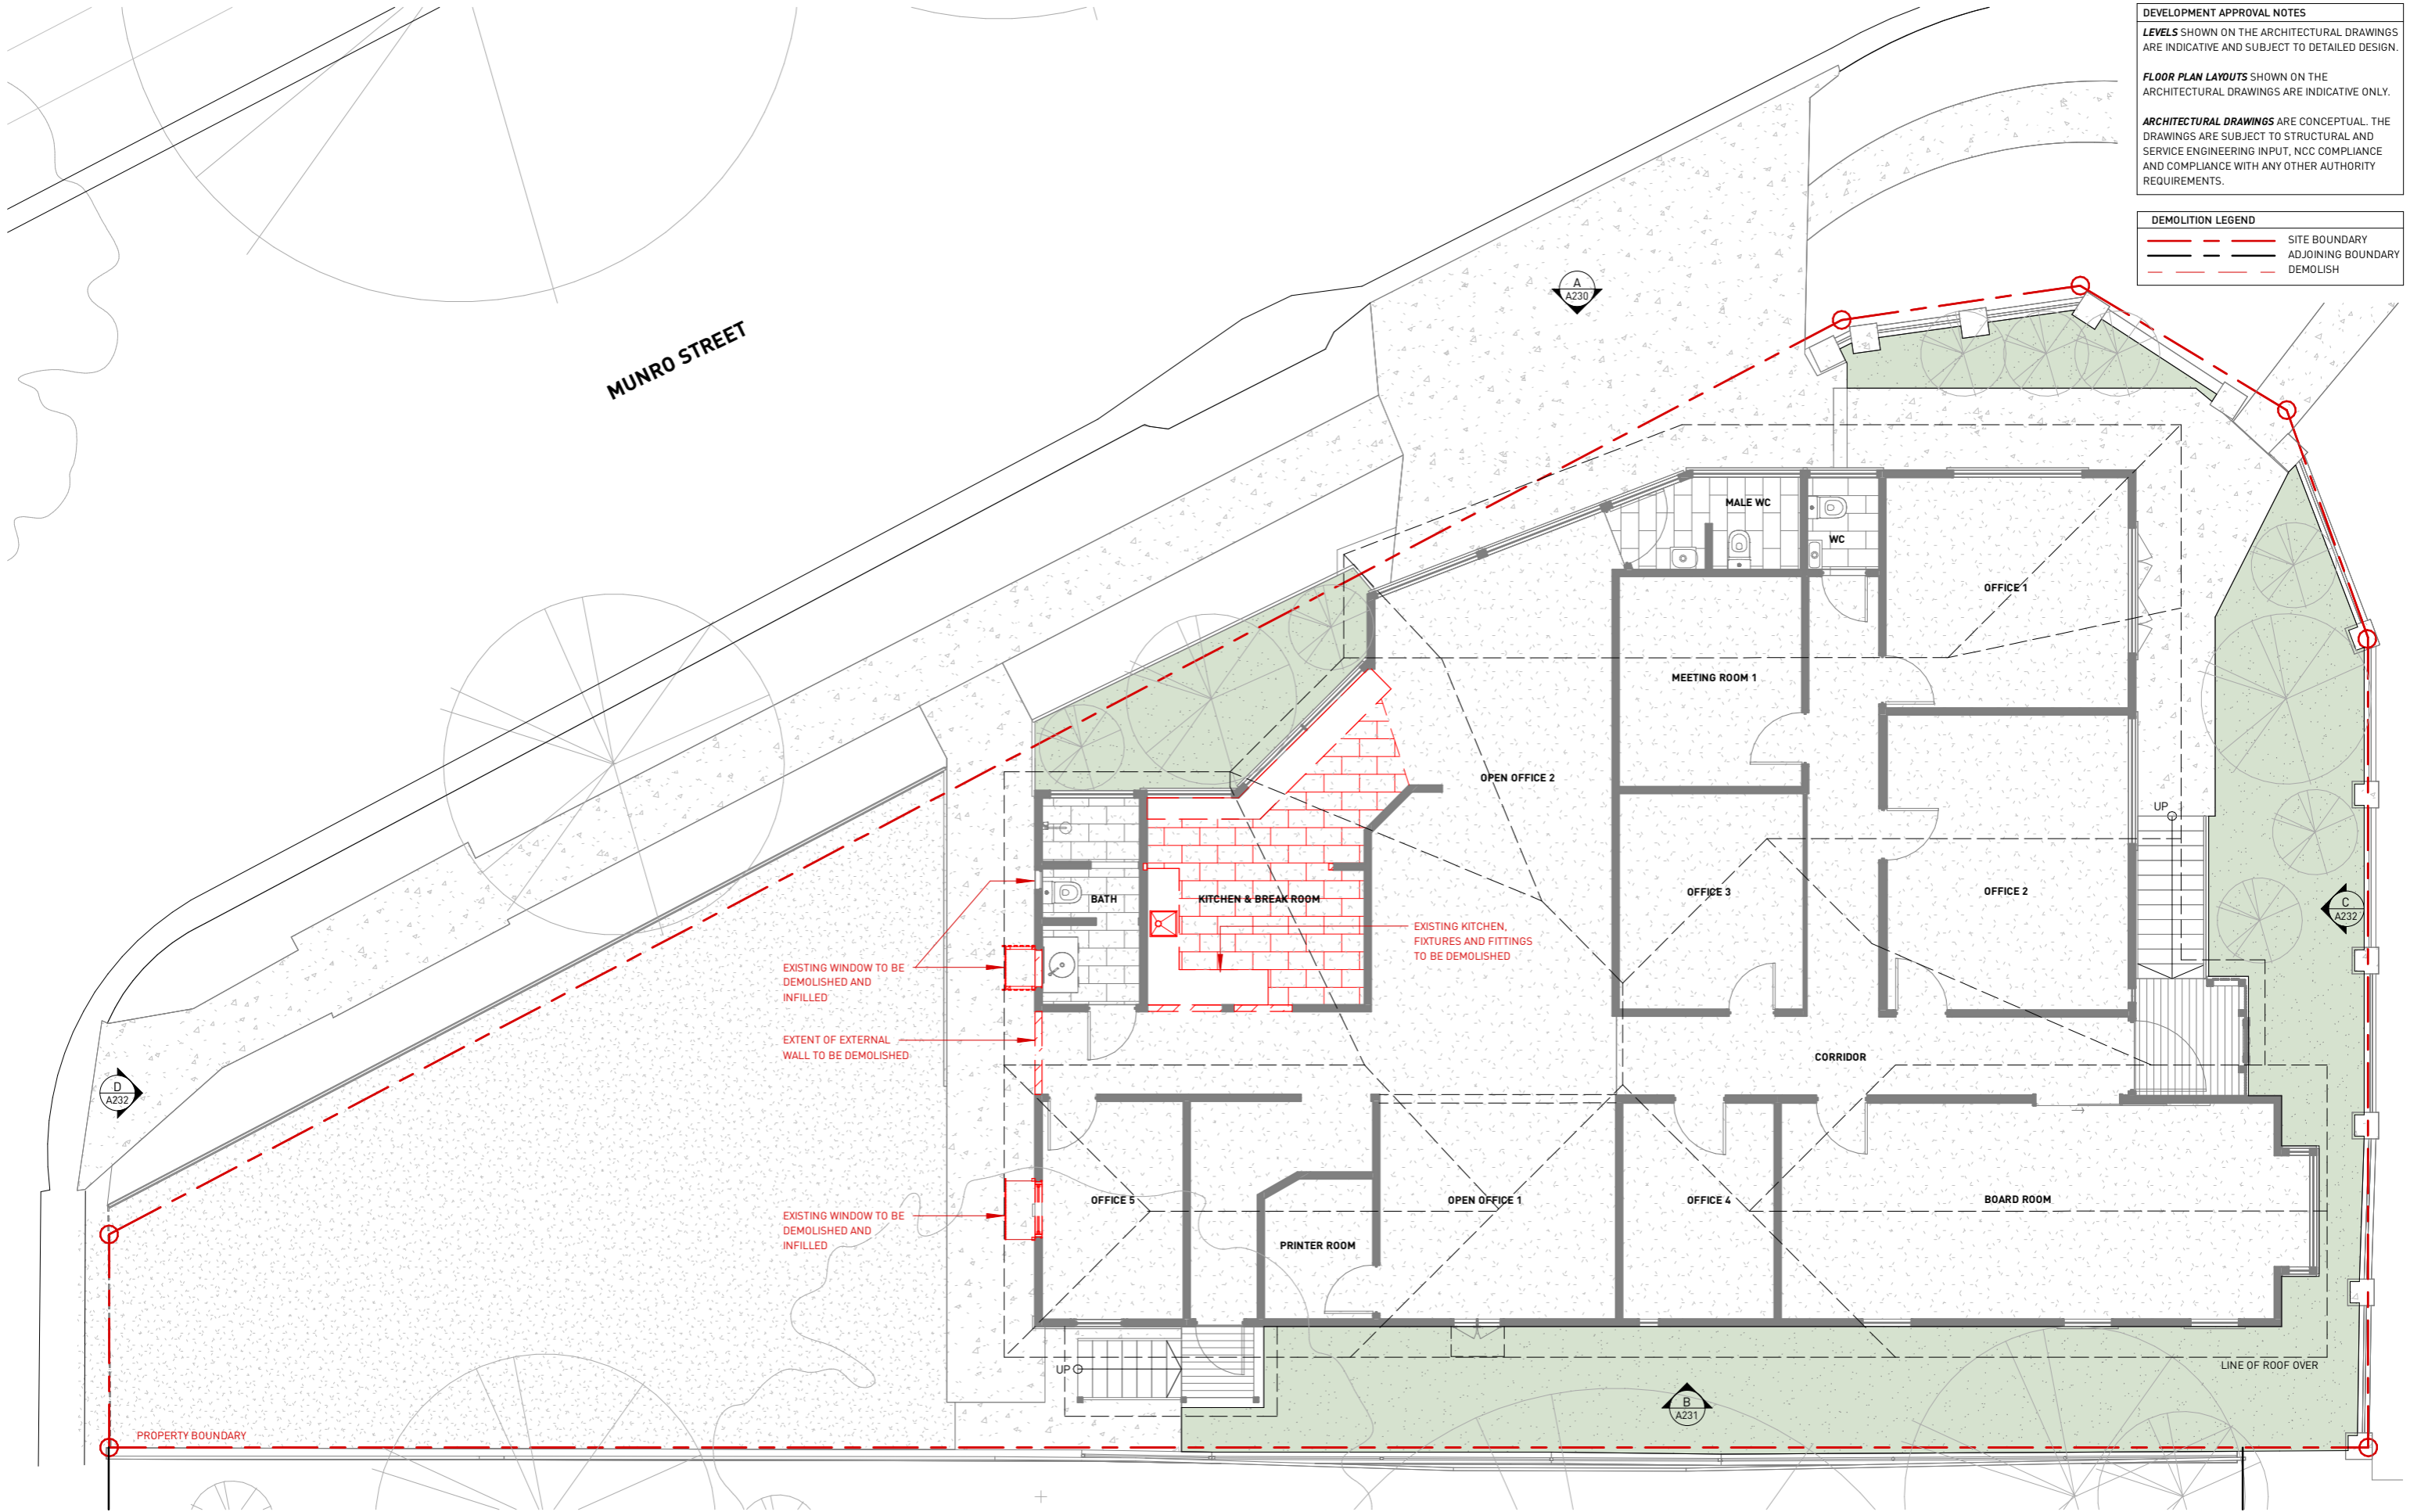 DEVELOPMENT APPROVAL NOTES
LEVELS SHOWN ON THE ARCHITECTURAL DRAWINGS
ARE INDICATIVE AND SUBJECT TO DETAILED DESIGN.
FLOOR PLAN LAYOUTS SHOWN ON THE
ARCHITECTURAL DRAWINGS ARE INDICATIVE ONLY.
ARCHITECTURAL DRAWINGS ARE CONCEPTUAL. THE
DRAWINGS ARE SUBJECT TO STRUCTURAL AND
SERVICE ENGINEERING INPUT, NCC COMPLIANCE
AND COMPLIANCE WITH ANY OTHER AUTHORITY
REQUIREMENTS.
DEMOLITION LEGEND
SITE BOUNDARY
ADJOINING BOUNDARY
DEMOLISH
A
A230
MUNRO STREET
MALE WC
WC
OFFICE 1
MEETING ROOM 1
OPEN OFFICE 2
UP
OFFICE 3
OFFICE 2
BATH
KITCHEN & BREAK ROOM
C
A232
EXISTING KITCHEN,
FIXTURES AND FITTINGS
TO BE DEMOLISHED
EXISTING WINDOW TO BE
DEMOLISHED AND
INFILLED
EXTENT OF EXTERNAL
WALL TO BE DEMOLISHED
CORRIDOR
D
A232
OFFICE 5
OPEN OFFICE 1
OFFICE 4
BOARD ROOM
EXISTING WINDOW TO BE
DEMOLISHED AND
INFILLED
PRINTER ROOM
UP
LINE OF ROOF OVER
B
A231
PROPERTY BOUNDARY